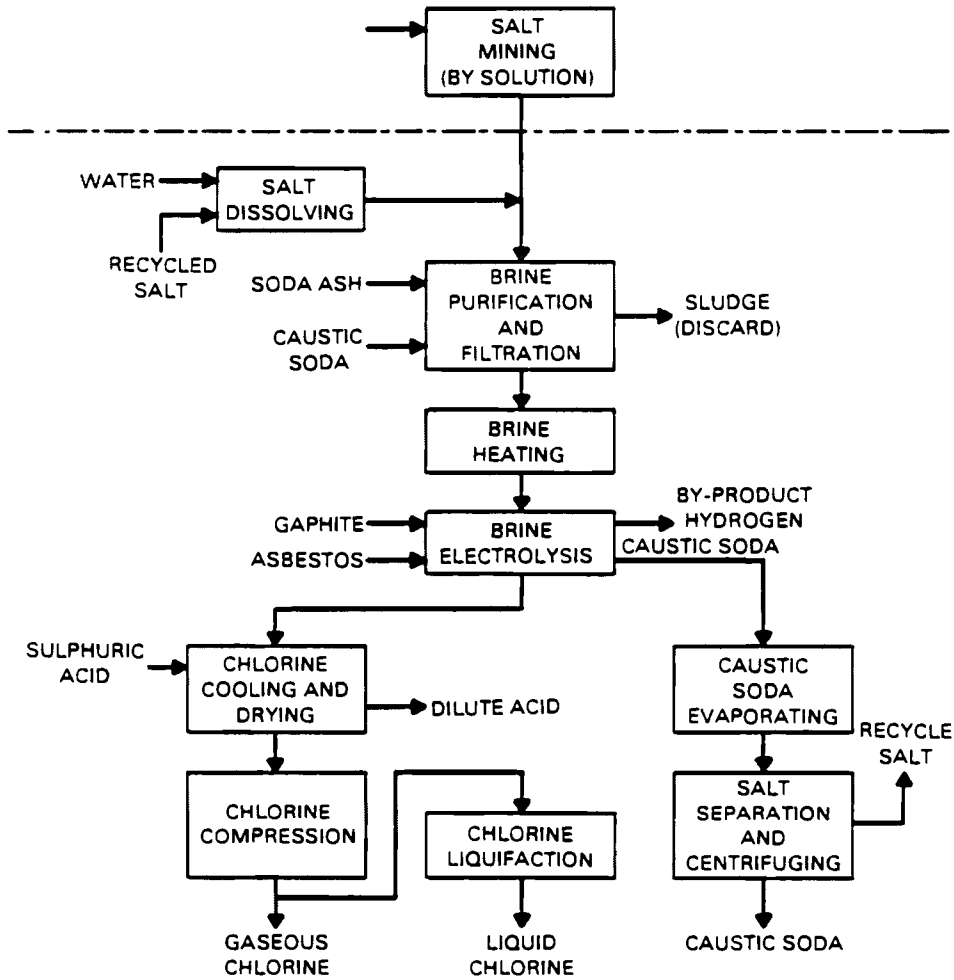 SALT
MINING
(BY SOLUTION)
WATER
SALT
DISSOLVING
RECYCLED
SALT
SODA ASH
CAUSTIC
SODA
BRINE
PURIFICATION
AND
FILTRATION
SLUDGE
(DISCARD)
BRINE
HEATING
GAPHITE
ASBESTOS
BRINE
ELECTROLYSIS
BY-PRODUCT
HYDROGEN
CAUSTIC SODA
SULPHURIC
ACID
CHLORINE
COOLING AND
DRYING
DILUTE ACID
CAUSTIC
SODA
EVAPORATING
RECYCLE
SALT
CHLORINE
COMPRESSION
CHLORINE
LIQUIFACTION
SALT
SEPARATION
AND
CENTRIFUGING
GASEOUS
CHLORINE
LIQUID
CHLORINE
CAUSTIC SODA